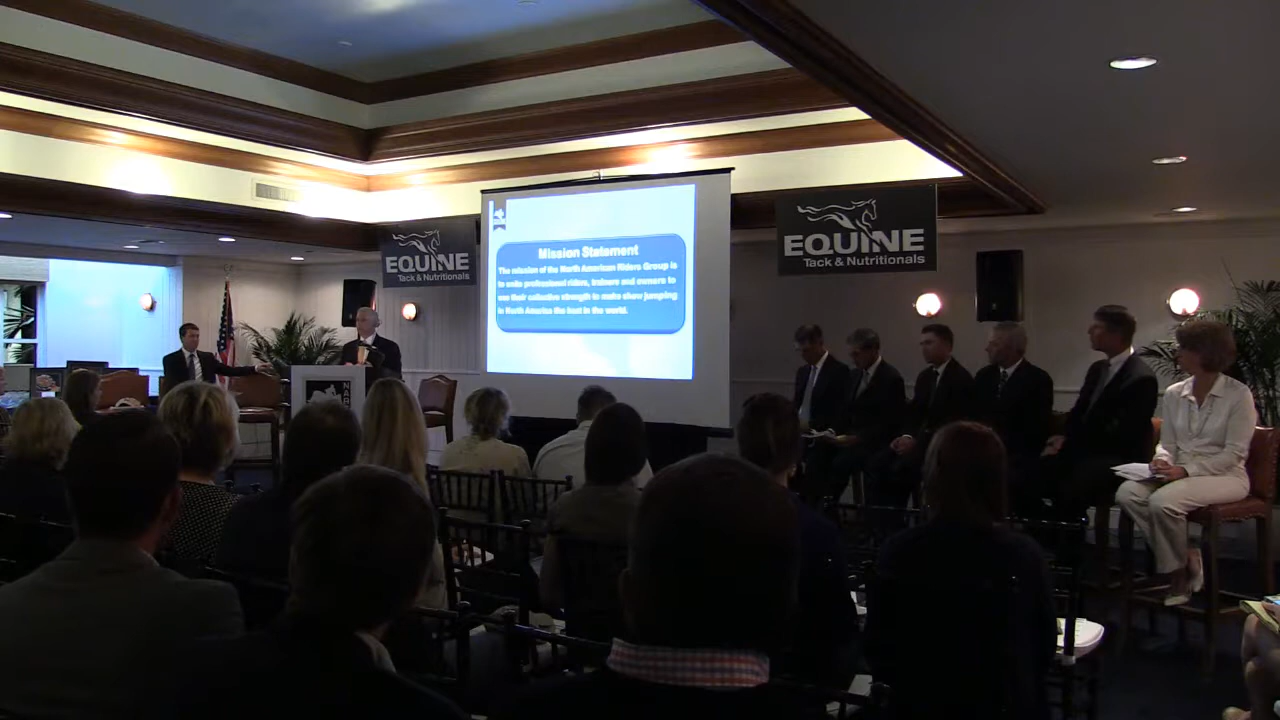 EQUINE
Tack & Nutritionals
Mission Statement
The mission of the North American Riders Group is
to unite professional riders, trainers and owners to
use their collective strength to make show jumping
in North America the best in the world.
EQUINE
Tack & Nutritionals
NARG